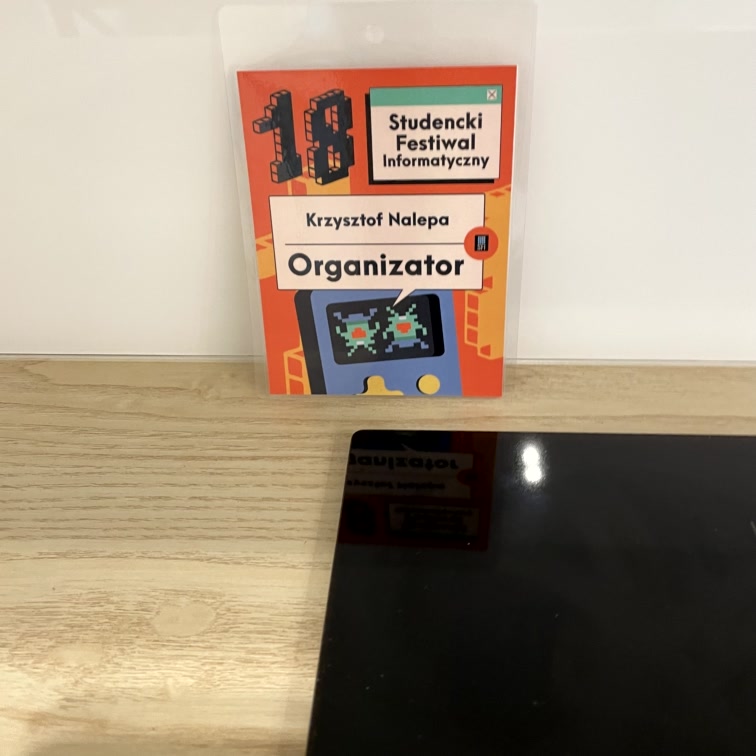 18
Studencki
Festiwal
Informatyczny
Krzysztof Nalepa
Organizator